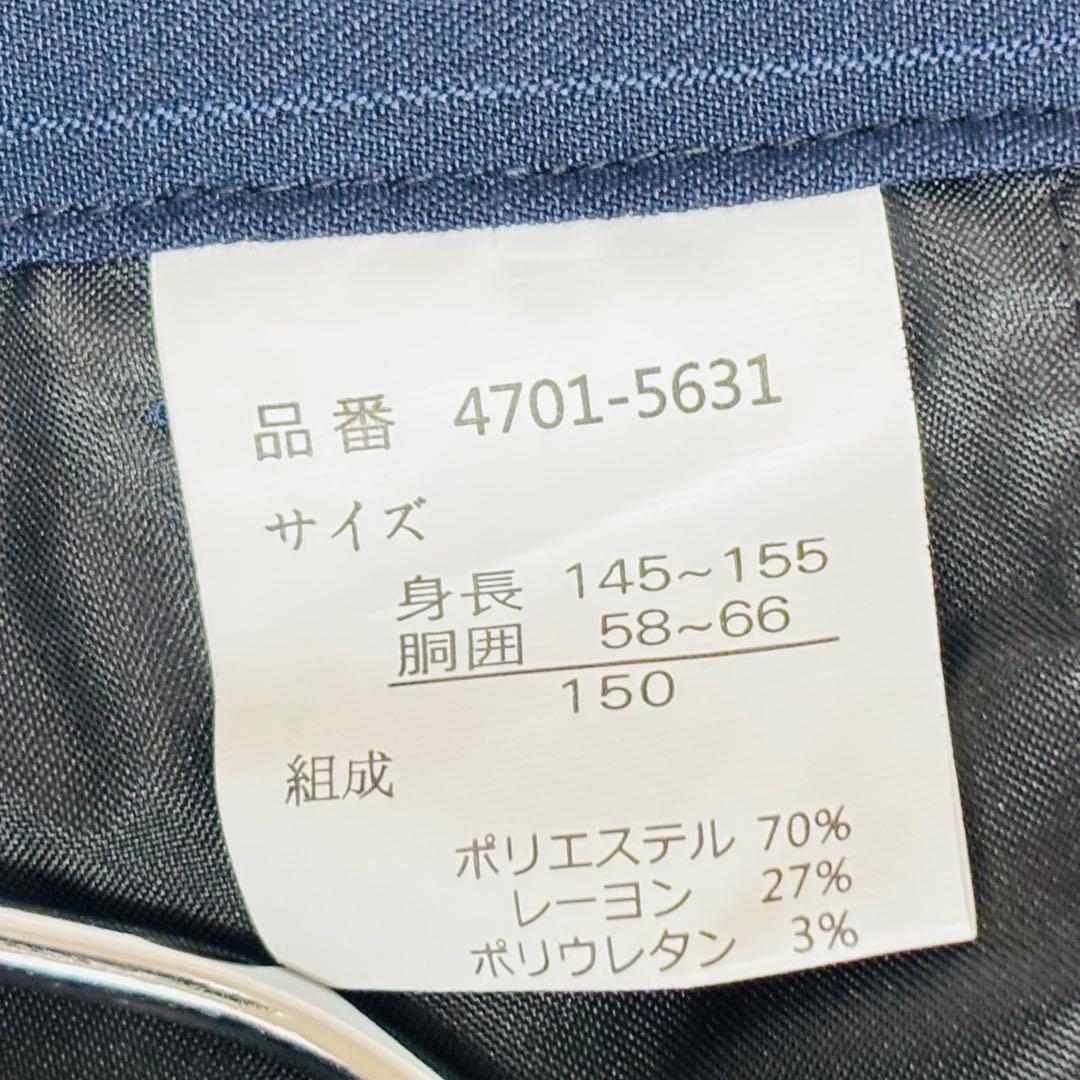 品番 4701-5631
サイズ
身長 145~155
胴囲 58~66
150
組成
ポリエステル 70%
レーヨン 27%
ポリウレタン 3%